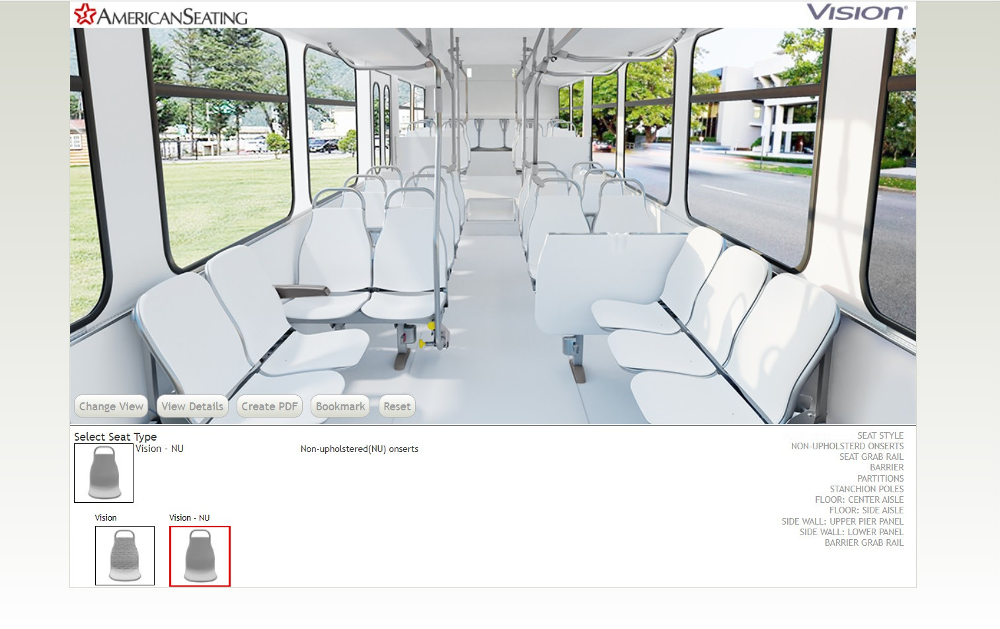 AMERICANSEATING
VISION®
Change View
View Details
Create PDF
Bookmark
Reset
Select Seat Type
Vision - NU
Non-upholstered(NU) onserts
Vision
Vision - NU
SEAT STYLE
NON-UPHOLSTERD ONSERTS
SEAT GRAB RAIL
BARRIER
PARTITIONS
STANCHION POLES
FLOOR: CENTER AISLE
FLOOR: SIDE AISLE
SIDE WALL: UPPER PIER PANEL
SIDE WALL: LOWER PANEL
BARRIER GRAB RAIL